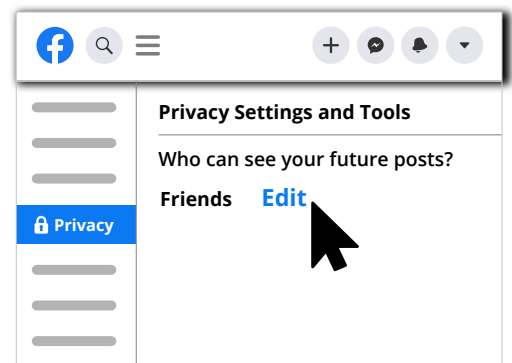 Privacy Settings and Tools
Who can see your future posts?
Friends Edit
Privacy